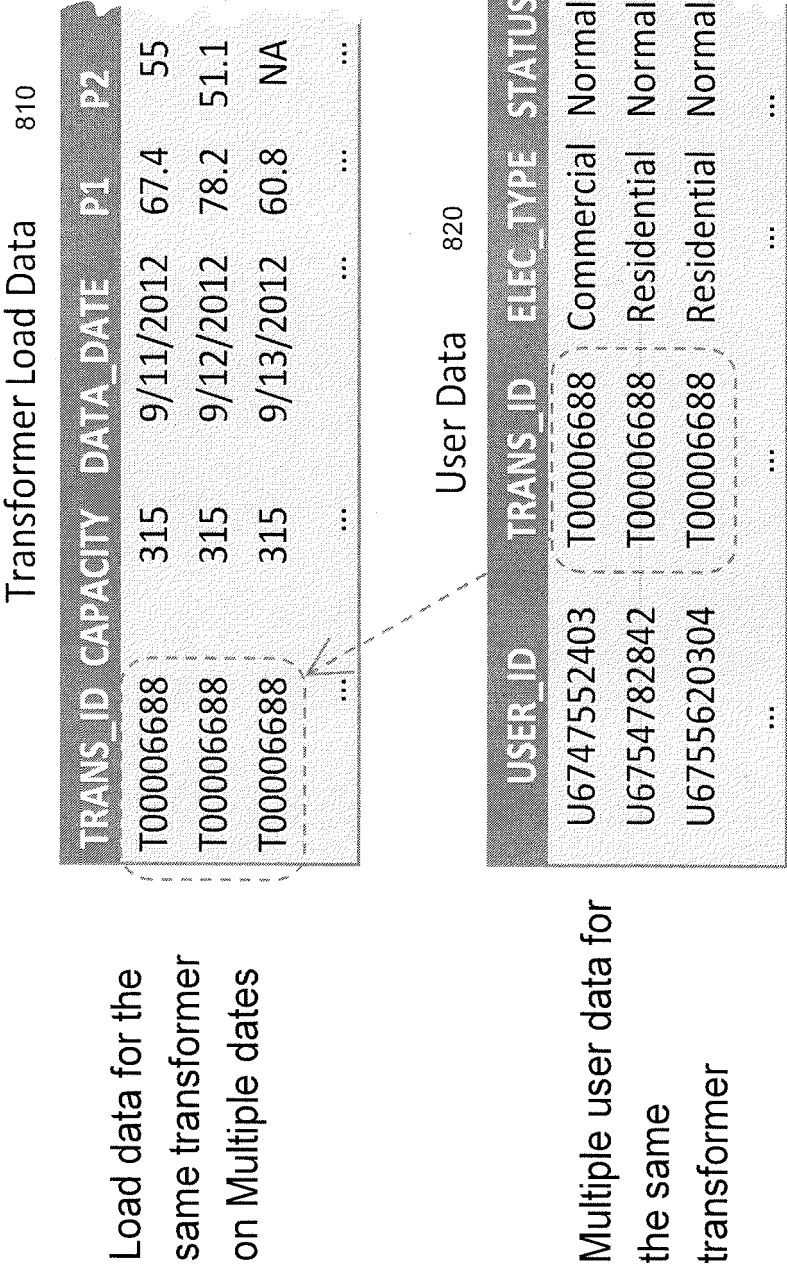 Transformer Load Data 810
TRANS_ID CAPACITY DATA_DATE P1 P2
T00006688 315 9/11/2012 67.4 55
T00006688 315 9/12/2012 78.2 51.1
T00006688 315 9/13/2012 60.8 NA
... ... ... ... ...
Load data for the
same transformer
on Multiple dates
User Data 820
USER_ID TRANS_ID ELEC_TYPE STATUS
U6747552403 T00006688 Commercial Normal
U6754782842 T00006688 Residential Normal
U6755620304 T00006688 Residential Normal
... ... ... ...
Multiple user data for
the same
transformer